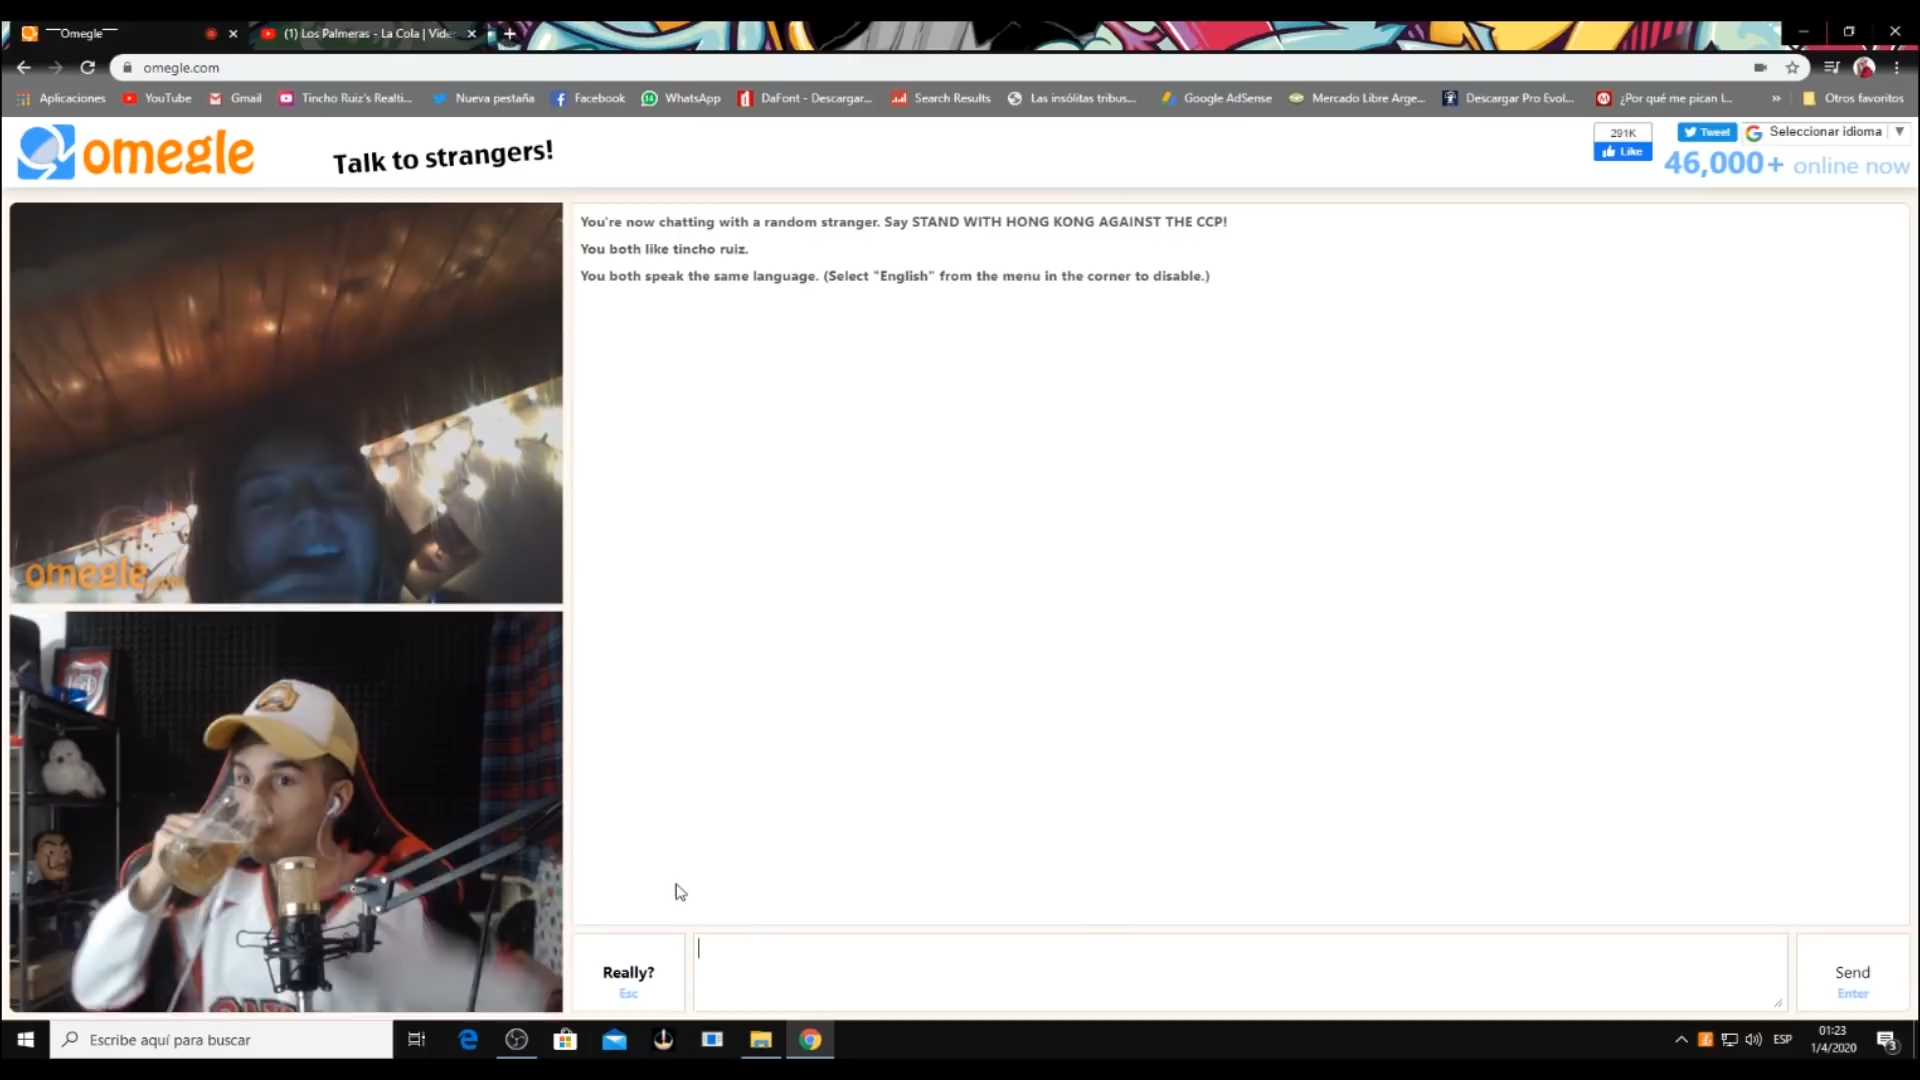 Omegle
(1) Los Palmeras - La Cola | Vide
omegle.com
Aplicaciones
YouTube
Gmail
Tincho Ruiz's Realti...
Nueva pestaña
Facebook
WhatsApp
DaFont - Descargar...
Search Results
Las insólitas tribus...
Google AdSense
Mercado Libre Arge...
Descargar Pro Evol...
¿Por qué me pican l...
»
Otros favoritos
omegle
Talk to strangers!
291K
Like
Tweet
Seleccionar idioma
46,000+ online now
You're now chatting with a random stranger. Say STAND WITH HONG KONG AGAINST THE CCP!
You both like tincho ruiz.
You both speak the same language. (Select "English" from the menu in the corner to disable.)
omegle
Really?
Esc
Send
Enter
Escribe aquí para buscar
ESP
01:23
1/4/2020
3